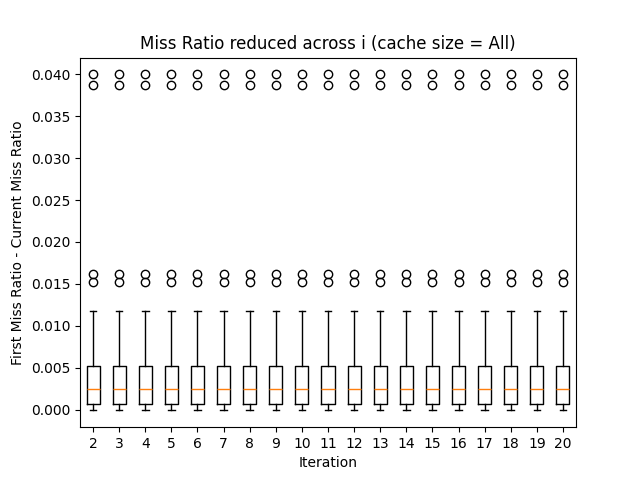 Miss Ratio reduced across i (cache size = All)
First Miss Ratio - Current Miss Ratio
0.040
0.035
0.030
0.025
0.020
0.015
0.010
0.005
0.000
2 3 4 5 6 7 8 9 10 11 12 13 14 15 16 17 18 19 20
Iteration